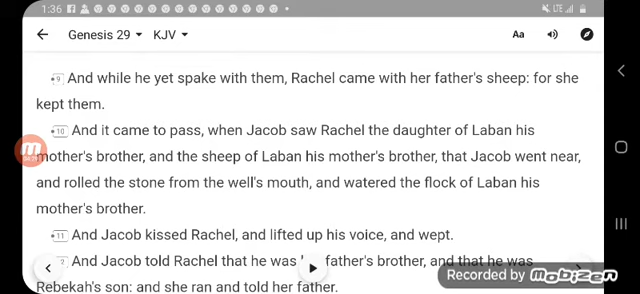 1:36 LTE
Genesis 29 KJV Aa
9 And while he yet spake with them, Rachel came with her father's sheep: for she
kept them.
10 And it came to pass, when Jacob saw Rachel the daughter of Laban his
mother's brother, and the sheep of Laban his mother's brother, that Jacob went near,
and rolled the stone from the well's mouth, and watered the flock of Laban his
mother's brother.
11 And Jacob kissed Rachel, and lifted up his voice, and wept.
And Jacob told Rachel that he was father's brother, and that he was
Rebekah's son: and she ran and told her father.
Recorded by Mobizen